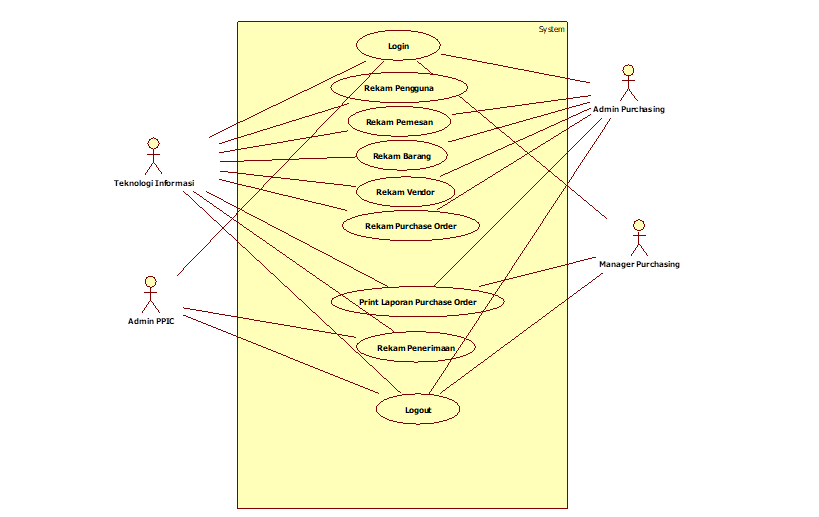 System
Login
Rekam Pengguna
Admin Purchasing
Rekam Pemesan
Rekam Barang
Teknologi Informasi
Rekam Vendor
Rekam Purchase Order
Manager Purchasing
Print Laporan Purchase Order
Admin PPIC
Rekam Penerimaan
Logout